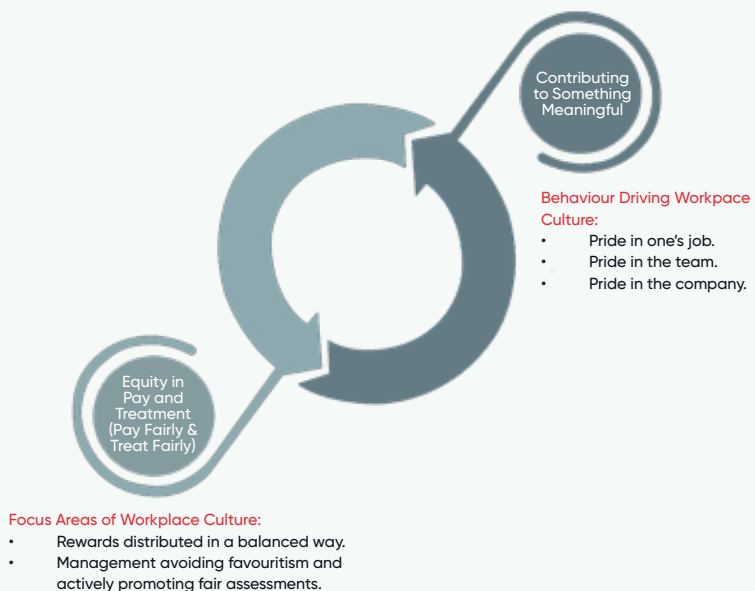 Contributing
to Something
Meaningful
Behaviour Driving Workpace
Culture:
• Pride in one's job.
• Pride in the team.
• Pride in the company.
Equity in
Pay and
Treatment
(Pay Fairly &
Treat Fairly)
Focus Areas of Workplace Culture:
• Rewards distributed in a balanced way.
• Management avoiding favouritism and
actively promoting fair assessments.